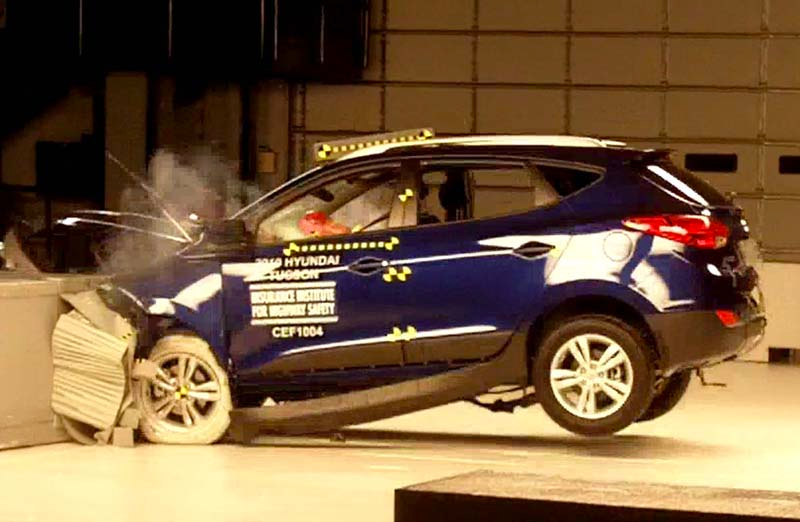 2010 HYUNDAI
TUCSON
INSURANCE INSTITUTE
FOR HIGHWAY SAFETY
CEF1004